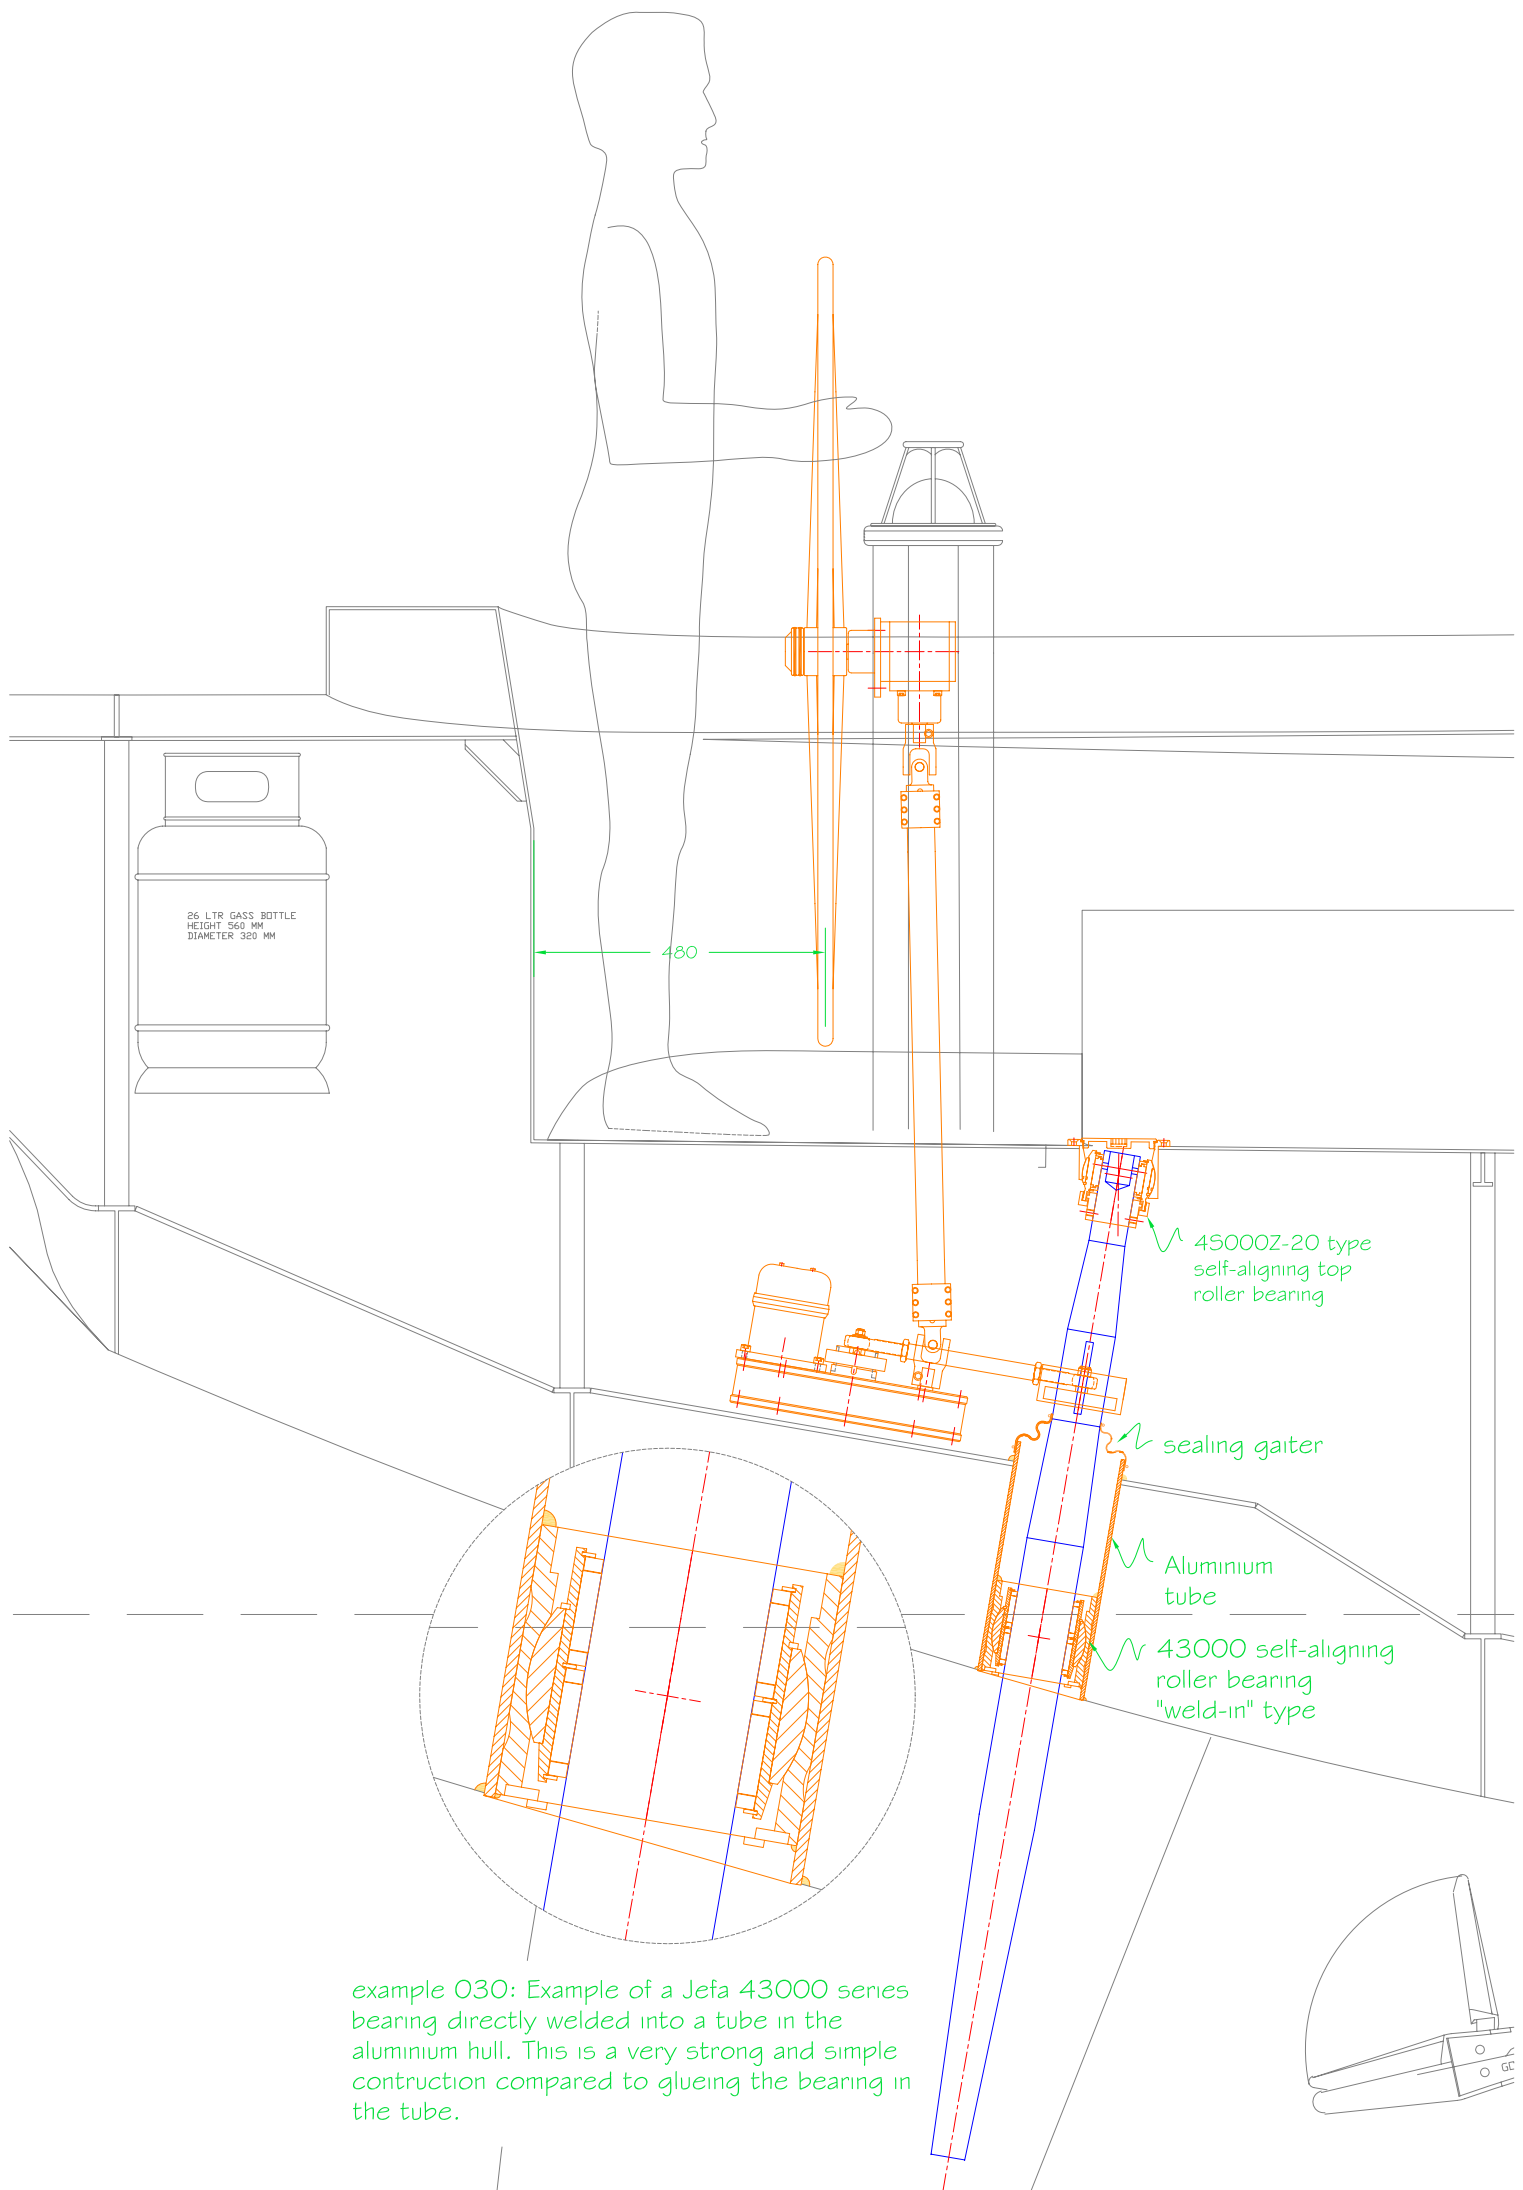 26 LTR GASS BOTTLE
HEIGHT 560 MM
DIAMETER 320 MM
480
4S000Z-20 type
self-aligning top
roller bearing
sealing gaiter
Aluminium
tube
43000 self-aligning
roller bearing
"weld-in" type
example 030: Example of a Jefa 43000 series
bearing directly welded into a tube in the
aluminium hull. This is a very strong and simple
contruction compared to glueing the bearing in
the tube.